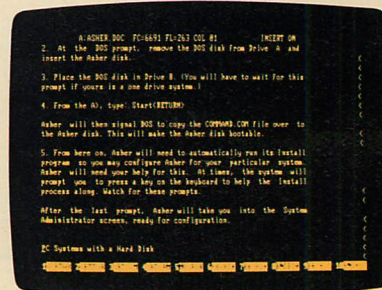 A:ASHER.DOC FC=6691 FL=263 COL 01 INSERT ON
2. At the DOS prompt, remove the DOS disk from Drive A and
insert the Asher disk.
3. Place the DOS disk in Drive B. (You will have to wait for this
prompt if yours is a one drive system.)
4. From the A), type: Start(RETURN)
Asher will then signal DOS to copy the COMMAND.COM file over to
the Asher disk. This will make the Asher disk bootable.
5. From here on, Asher will need to automatically run its Install
program so you may configure Asher for your particular system.
Asher will need your help for this. At times, the system will
prompt you to press a key on the keyboard to help the Install
process along. Watch for these prompts.
After the last prompt, Asher will take you into the System
Administrator screen, ready for configuration.
PC Systems with a Hard Disk